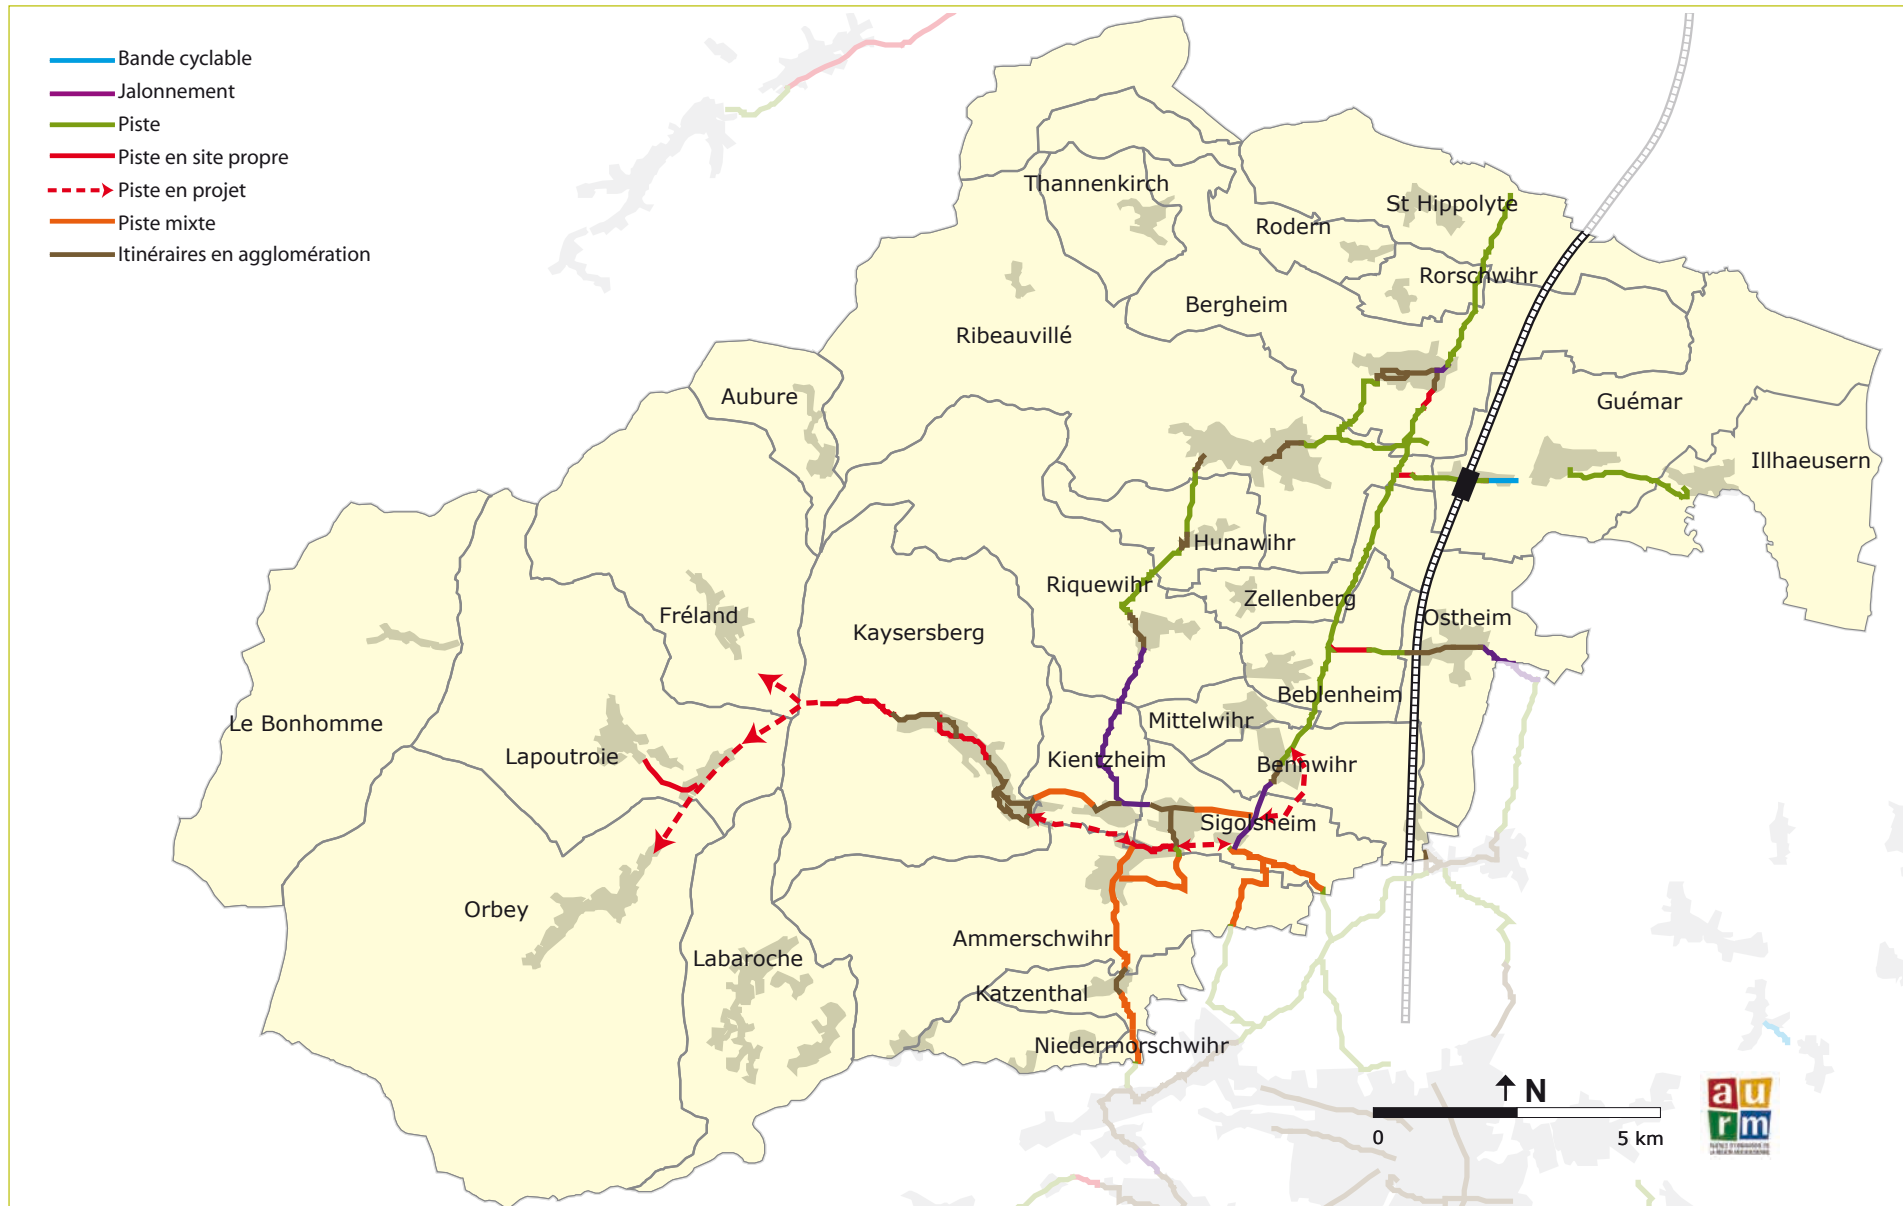 Bande cyclable
Jalonnement
Piste
Piste en site propre
Piste en projet
Piste mixte
Itinéraires en agglomération
Thannenkirch
St Hippolyte
Rodern
Rorschwihr
Bergheim
Ribeauvillé
Aubure
Guémar
Illhaeusern
Hunawihr
Riquewihr
Zellenberg
Fréland
Ostheim
Kaysersberg
Beblenheim
Le Bonhomme
Mittelwihr
Lapoutroie
Kientzheim
Bennwihr
Sigolsheim
Orbey
Ammerschwihr
Labaroche
Katzenthal
Niedermorschwihr
N
0
5 km
au
rm